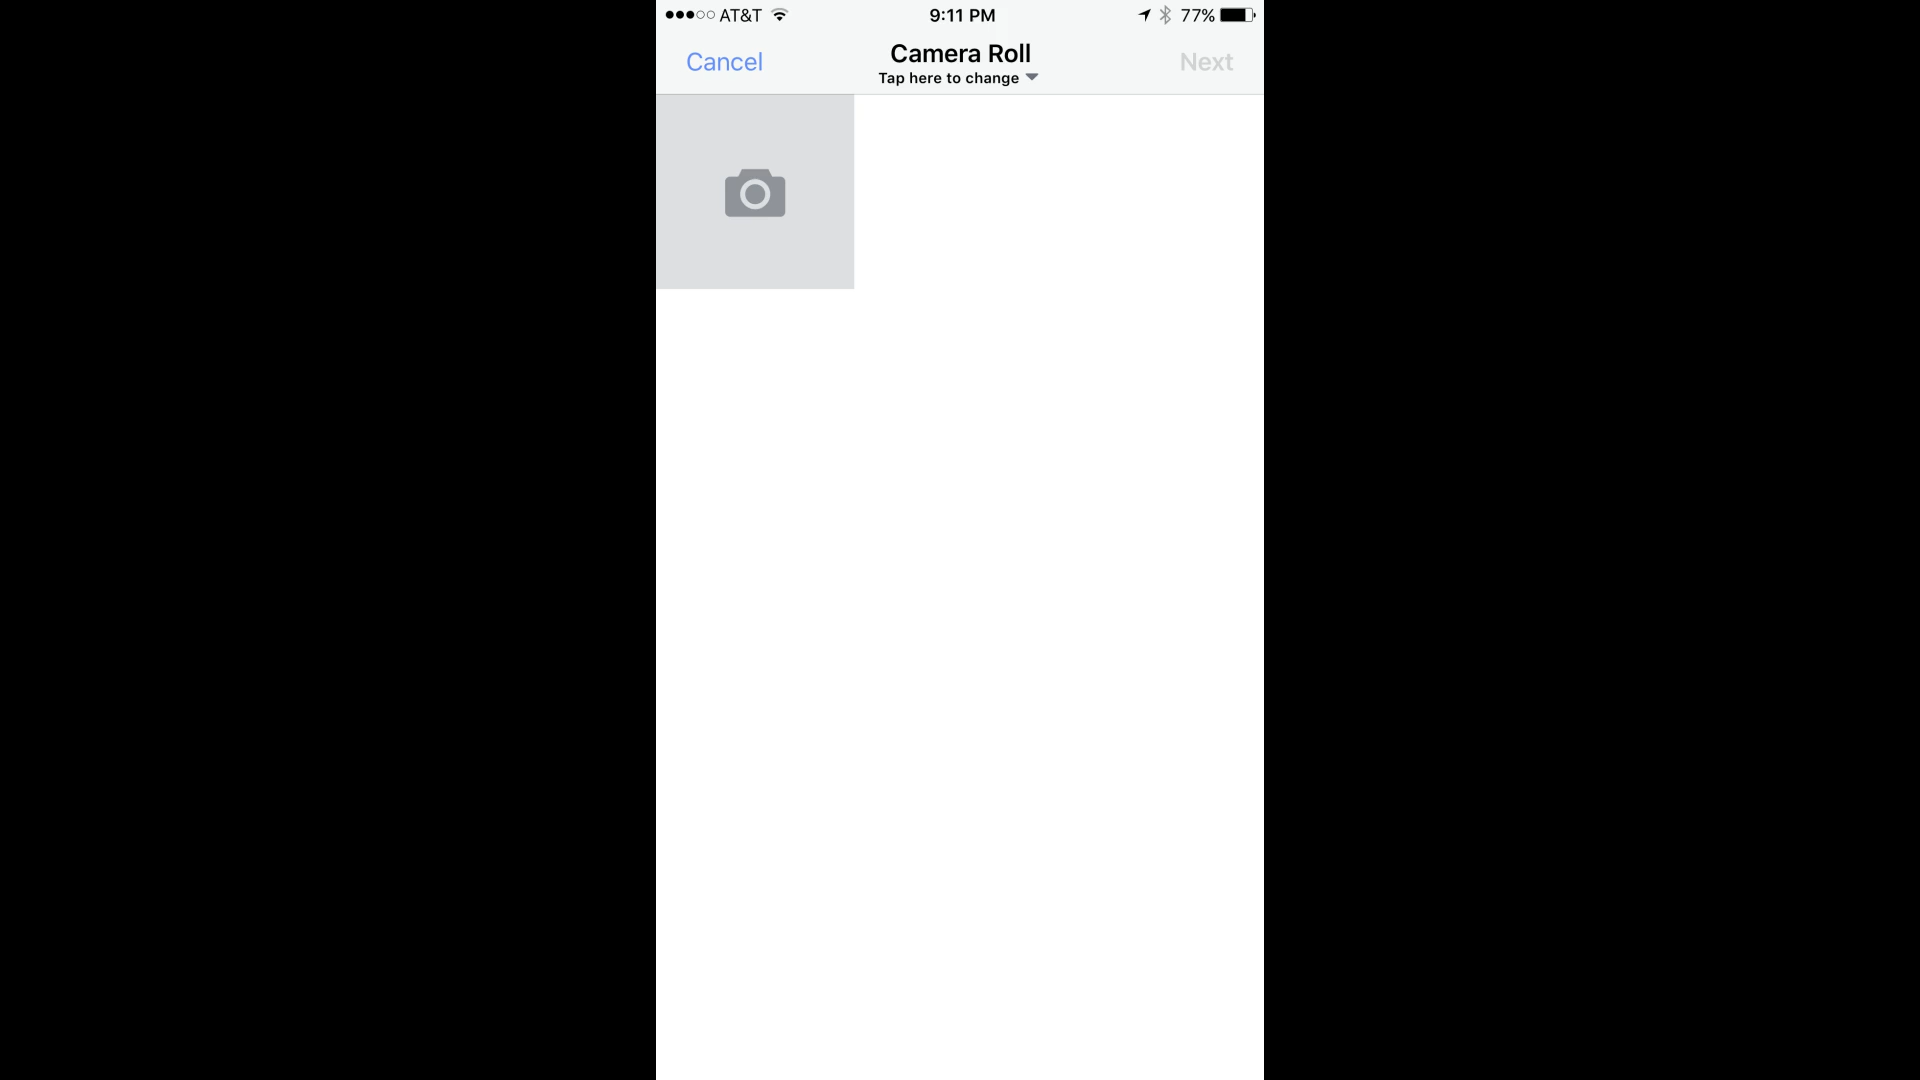 AT&T
9:11 PM
77%
Cancel
Camera Roll
Next
Tap here to change